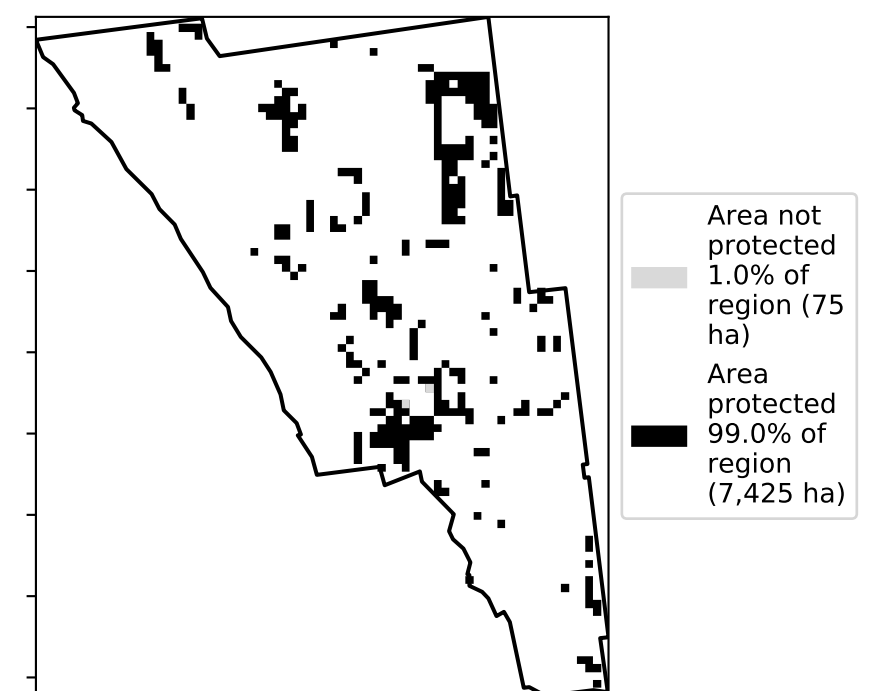 Area not
protected
1.0% of
region (75
ha)
Area
protected
99.0% of
region
(7,425 ha)